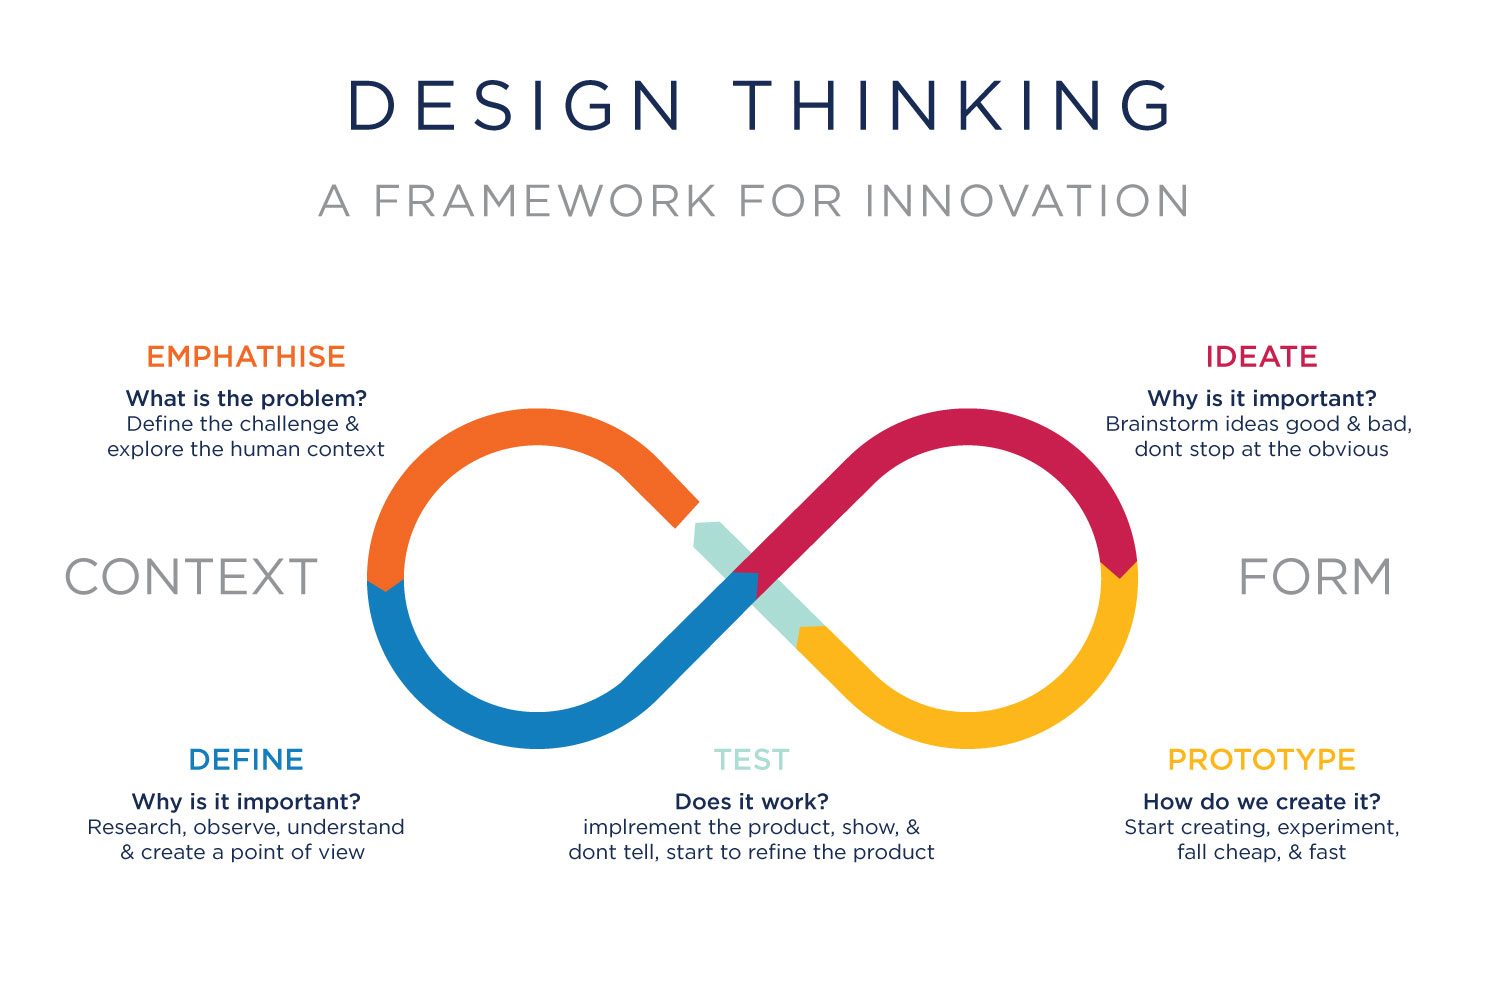 DESIGN THINKING
A FRAMEWORK FOR INNOVATION
EMPHATHISE
What is the problem?
Define the challenge &
explore the human context
IDEATE
Why is it important?
Brainstorm ideas good & bad,
dont stop at the obvious
CONTEXT
FORM
DEFINE
Why is it important?
Research, observe, understand
& create a point of view
TEST
Does it work?
implrement the product, show, &
dont tell, start to refine the product
PROTOTYPE
How do we create it?
Start creating, experiment,
fall cheap, & fast